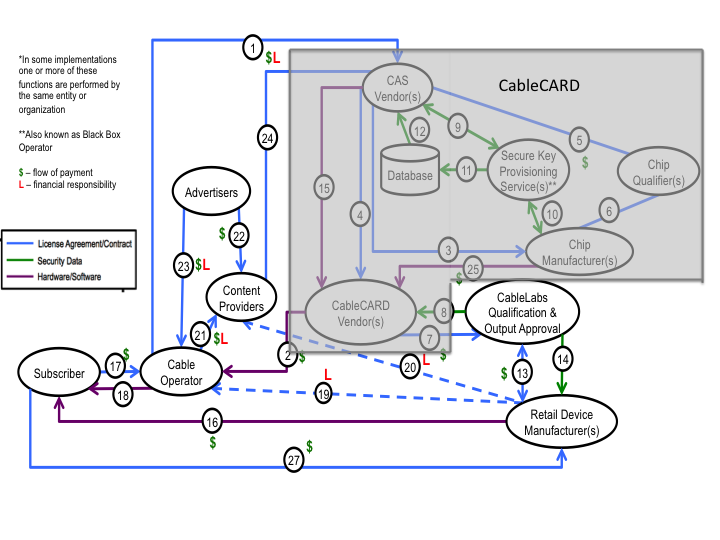 1
$L
*In some implementations
one or more of these
functions are performed by
the same entity or
organization
**Also known as Black Box
Operator
$ – flow of payment
L – financial responsibility
CableCARD
CAS
Vendor(s)
24
12
9
5
$
Database
11
Secure Key
Provisioning
Service(s)**
Chip
Qualifier(s)
Advertisers
15
4
10
6
$
22
License Agreement/Contract
Security Data
Hardware/Software
23
$L
3
Chip
Manufacturer(s)
25
$
Content
Providers
CableCARD
Vendor(s)
8
CableLabs
Qualification &
Output Approval
21
$L
7
2
$
L
$
20
14
Subscriber
17
$
Cable
Operator
18
L
19
$
13
16
$
Retail Device
Manufacturer(s)
27
$